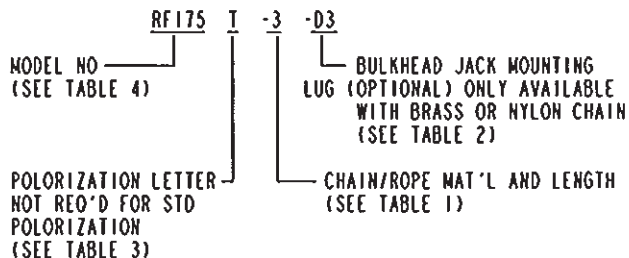 RF175 T -3 -D3
MODEL NO
(SEE TABLE 4)
BULKHEAD JACK MOUNTING
LUG (OPTIONAL) ONLY AVAILABLE
WITH BRASS OR NYLON CHAIN
(SEE TABLE 2)
POLORIZATION LETTER
NOT REQ'D FOR STD
POLORIZATION
(SEE TABLE 3)
CHAIN/ROPE MAT'L AND LENGTH
(SEE TABLE 1)